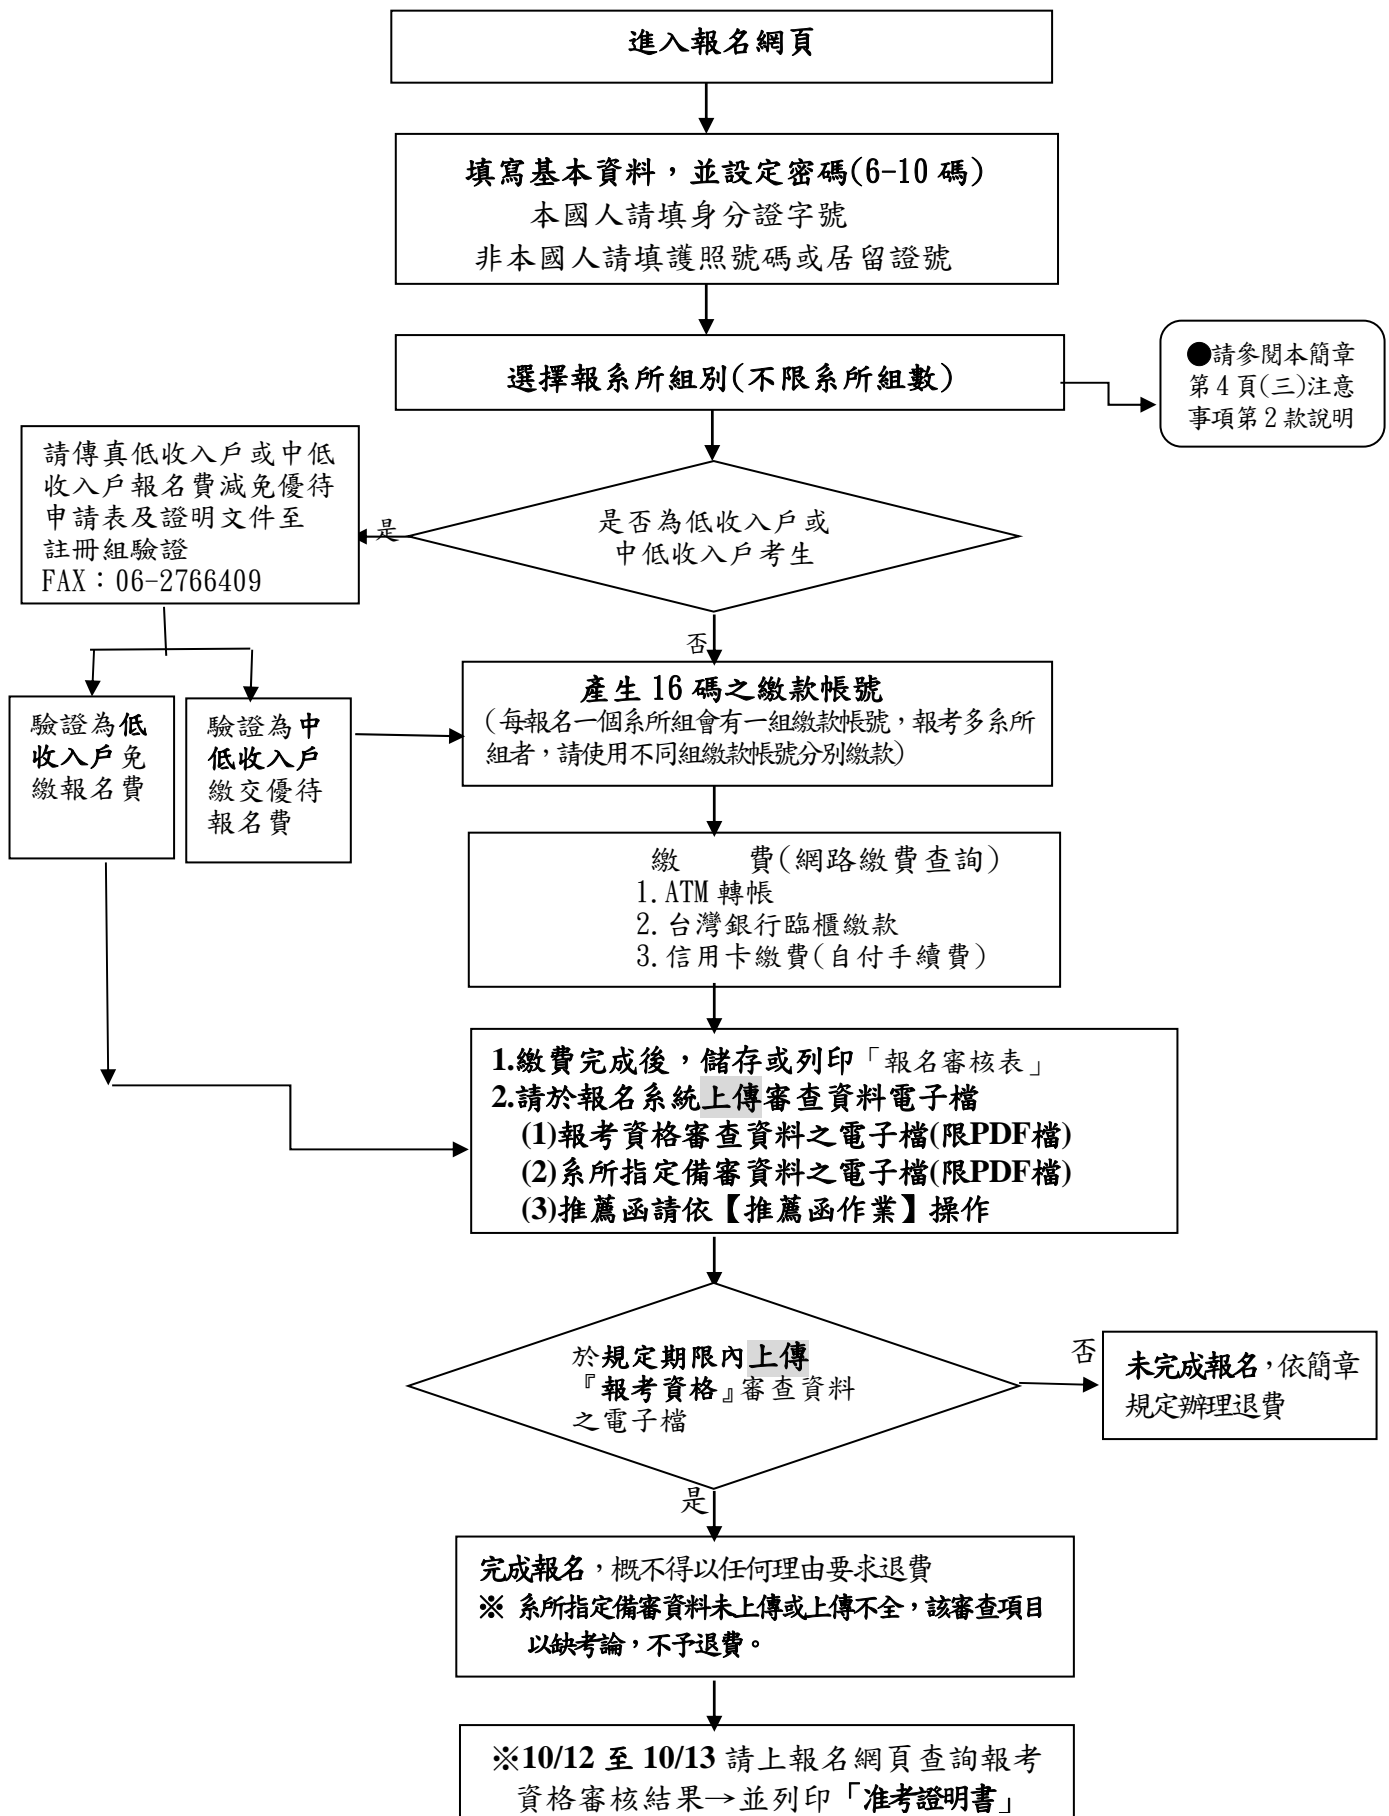 進入報名網頁
填寫基本資料，並設定密碼(6-10 碼)
本國人請填身分證字號
非本國人請填護照號碼或居留證號
選擇報系所組別(不限系所組數)
●請參閱本簡章
第 4 頁(三)注意
事項第 2 款說明
請傳真低收入戶或中低
收入戶報名費減免優待
申請表及證明文件至
註冊組驗證
FAX：06-2766409
是
是否為低收入戶或
中低收入戶考生
否
驗證為低
收入戶免
繳報名費
驗證為中
低收入戶
繳交優待
報名費
產生 16 碼之繳款帳號
（每報名一個系所組會有一組繳款帳號，報考多系所
組者，請使用不同組繳款帳號分別繳款）
繳　　費(網路繳費查詢)
1.ATM 轉帳
2.台灣銀行臨櫃繳款
3.信用卡繳費(自付手續費)
1.繳費完成後，儲存或列印「報名審核表」
2.請於報名系統上傳審查資料電子檔
(1)報考資格審查資料之電子檔(限PDF檔)
(2)系所指定備審資料之電子檔(限PDF檔)
(3)推薦函請依【推薦函作業】操作
於規定期限內上傳
『報考資格』審查資料
之電子檔
否
未完成報名，依簡章
規定辦理退費
是
完成報名，概不得以任何理由要求退費
※ 系所指定備審資料未上傳或上傳不全，該審查項目
以缺考論，不予退費。
※10/12 至 10/13 請上報名網頁查詢報考
資格審核結果→並列印「准考證明書」